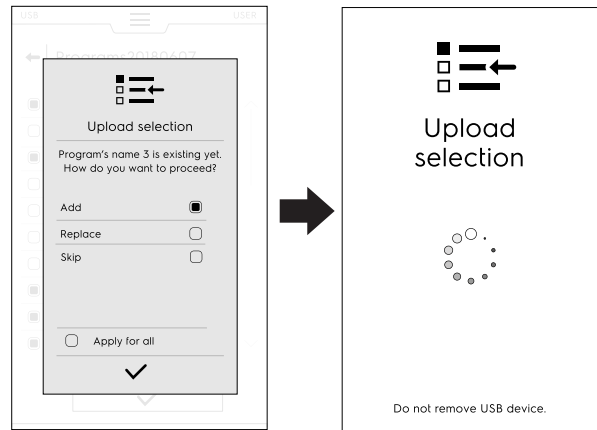 USB
USER
Programs20180607
Upload selection
Program's name 3 is existing yet.
How do you want to proceed?
Add
Replace
Skip
Apply for all
Upload
selection
Do not remove USB device.